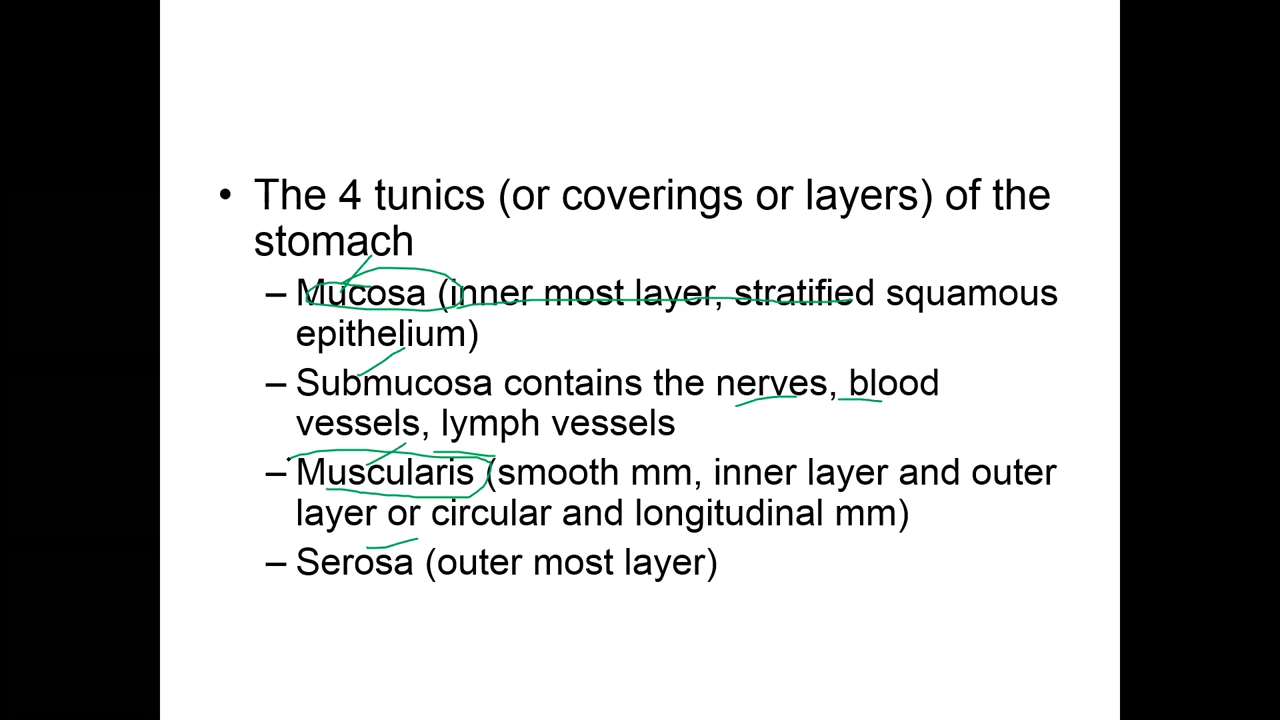 • The 4 tunics (or coverings or layers) of the
stomach
– Mucosa (inner most layer, stratified squamous
epithelium)
– Submucosa contains the nerves, blood
vessels, lymph vessels
– Muscularis (smooth mm, inner layer and outer
layer or circular and longitudinal mm)
– Serosa (outer most layer)